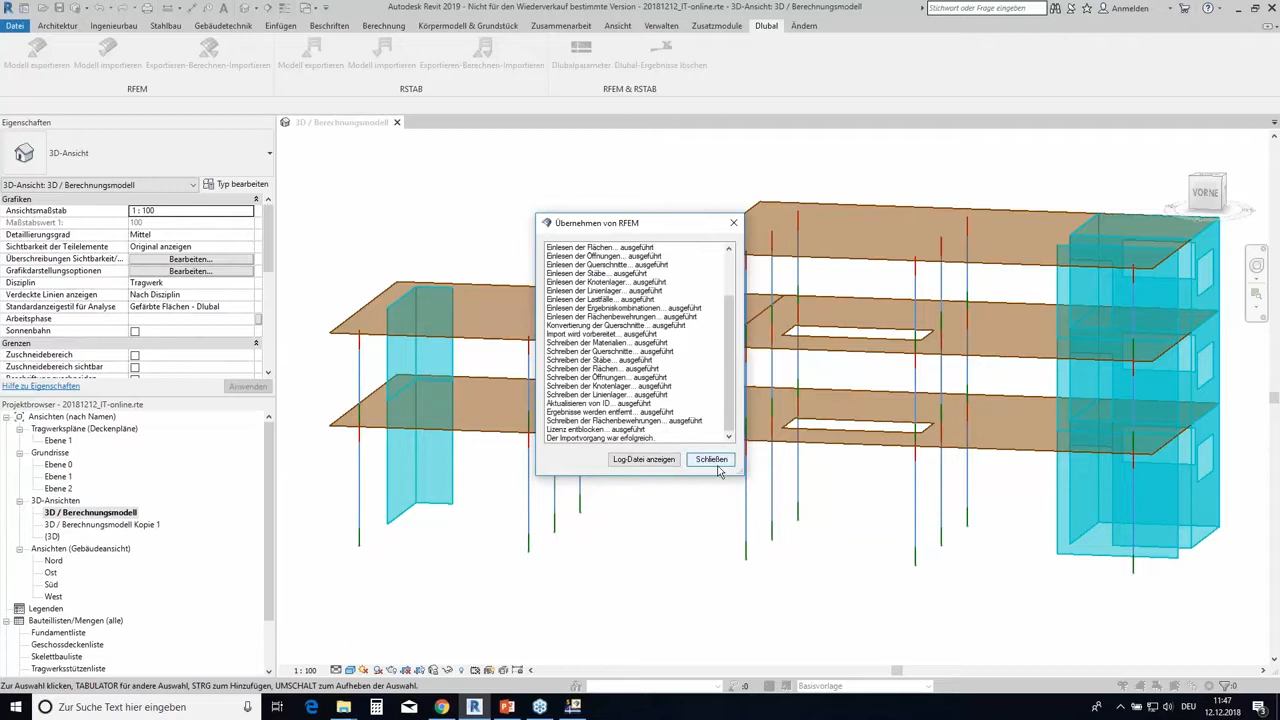 Autodesk Revit 2019 - Nicht für den Wiederverkauf bestimmte Version - 20181212_IT-online.rte - 3D-Ansicht: 3D / Berechnungsmodell
Stichwort oder Frage eingeben
Anmelden
Datei Architektur Ingenieurbau Stahlbau Gebäudetechnik Einfügen Beschriften Berechnung Körpermodell & Grundstück Zusammenarbeit Ansicht Verwalten Zusatzmodule Dlubal Ändern
Modell exportieren Modell importieren Exportieren-Berechnen-Importieren Modell exportieren Modell importieren Exportieren-Berechnen-Importieren Dlubalparameter Dlubal-Ergebnisse löschen
RFEM RSTAB RFEM & RSTAB
Eigenschaften
3D / Berechnungsmodell
3D-Ansicht
3D-Ansicht: 3D / Berechnungsmodell
Typ bearbeiten
Grafiken
Ansichtsmaßstab 1 : 100
Maßstabswert 1: 100
Detaillierungsgrad Mittel
Sichtbarkeit der Teilelemente Original anzeigen
Überschreibungen Sichtbarkeit/... Bearbeiten...
Grafikdarstellungsoptionen Bearbeiten...
Disziplin Tragwerk
Verdeckte Linien anzeigen Nach Disziplin
Standardanzeigestil für Analyse Gefärbte Flächen - Dlubal
Arbeitsphase
Sonnenbahn
Grenzen
Zuschneidebereich
Zuschneidebereich sichtbar
Hilfe zu Eigenschaften
Anwenden
Projektbrowser - 20181212_IT-online.rte
Ansichten (nach Namen)
Tragwerkspläne (Deckenpläne)
Ebene 1
Grundrisse
Ebene 0
Ebene 1
Ebene 2
3D-Ansichten
3D / Berechnungsmodell
3D / Berechnungsmodell Kopie 1
{3D}
Ansichten (Gebäudeansicht)
Nord
Ost
Süd
West
Legenden
Bauteillisten/Mengen (alle)
Fundamentliste
Geschossdeckenliste
Skelettbauliste
Tragwerksstützenliste
VORNE
Übernehmen von RFEM
Einlesen der Flächen... ausgeführt
Einlesen der Öffnungen... ausgeführt
Einlesen der Querschnitte... ausgeführt
Einlesen der Stäbe... ausgeführt
Einlesen der Knotenlager... ausgeführt
Einlesen der Linienlager... ausgeführt
Einlesen der Lastfälle... ausgeführt
Einlesen der Ergebniskombinationen... ausgeführt
Einlesen der Flächenbewehrungen... ausgeführt
Konvertierung der Querschnitte... ausgeführt
Import wird vorbereitet... ausgeführt
Schreiben der Materialien... ausgeführt
Schreiben der Querschnitte... ausgeführt
Schreiben der Stäbe... ausgeführt
Schreiben der Flächen... ausgeführt
Schreiben der Öffnungen... ausgeführt
Schreiben der Knotenlager... ausgeführt
Schreiben der Linienlager... ausgeführt
Aktualisieren von ID... ausgeführt
Ergebnisse werden entfernt... ausgeführt
Schreiben der Flächenbewehrungen... ausgeführt
Lizenz entblocken... ausgeführt
Der Importvorgang war erfolgreich.
Log-Datei anzeigen
Schließen
1 : 100
Zur Auswahl klicken, TABULATOR für andere Auswahl, STRG zum Hinzufügen, UMSCHALT zum Aufheben der Auswahl.
:0
Basisvorlage
:0
Zur Suche Text hier eingeben
DEU
11:47
12.12.2018